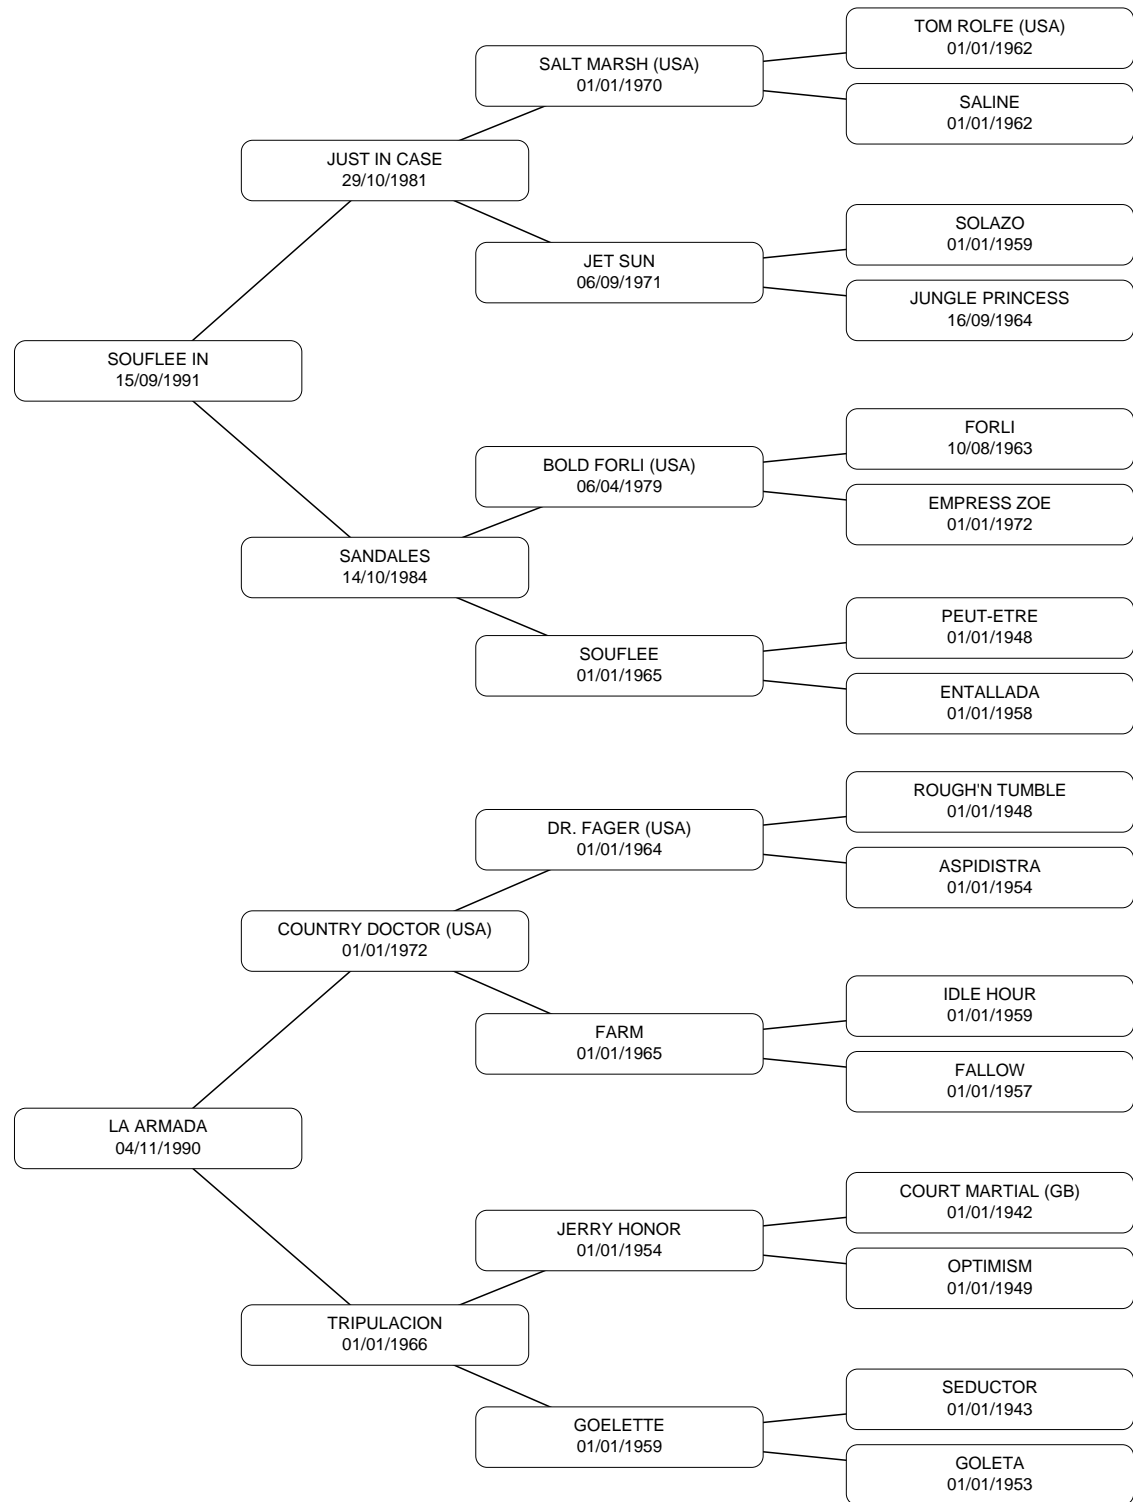 TOM ROLFE (USA)
01/01/1962
SALT MARSH (USA)
01/01/1970
SALINE
01/01/1962
JUST IN CASE
29/10/1981
SOLAZO
01/01/1959
JET SUN
06/09/1971
JUNGLE PRINCESS
16/09/1964
SOUFLEE IN
15/09/1991
FORLI
10/08/1963
BOLD FORLI (USA)
06/04/1979
EMPRESS ZOE
01/01/1972
SANDALES
14/10/1984
PEUT-ETRE
01/01/1948
SOUFLEE
01/01/1965
ENTALLADA
01/01/1958
ROUGH'N TUMBLE
01/01/1948
DR. FAGER (USA)
01/01/1964
ASPIDISTRA
01/01/1954
COUNTRY DOCTOR (USA)
01/01/1972
IDLE HOUR
01/01/1959
FARM
01/01/1965
FALLOW
01/01/1957
LA ARMADA
04/11/1990
COURT MARTIAL (GB)
01/01/1942
JERRY HONOR
01/01/1954
OPTIMISM
01/01/1949
TRIPULACION
01/01/1966
SEDUCTOR
01/01/1943
GOELETTE
01/01/1959
GOLETA
01/01/1953